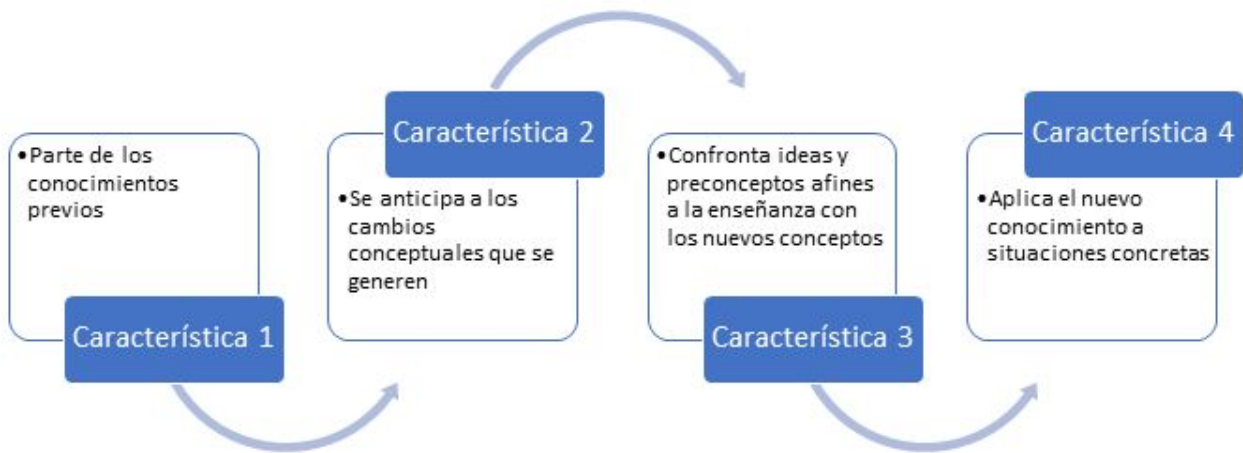 •Parte de los
conocimientos
previos
Característica 1
Característica 2
•Se anticipa a los
cambios
conceptuales que se
generen
•Confronta ideas y
preconceptos afines
a la enseñanza con
los nuevos conceptos
Característica 3
Característica 4
•Aplica el nuevo
conocimiento a
situaciones concretas